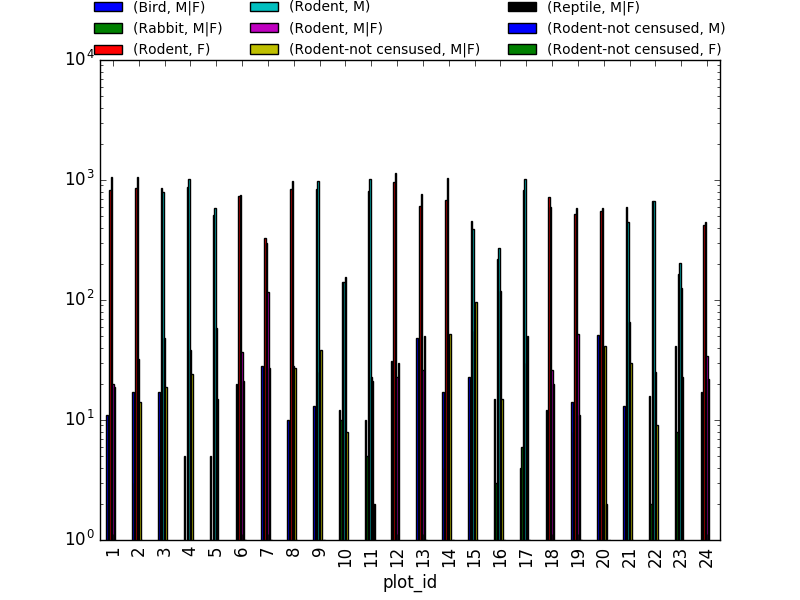 (Bird, M|F) (Rodent, M) (Reptile, M|F)
(Rabbit, M|F) (Rodent, M|F) (Rodent-not censused, M)
(Rodent, F) (Rodent-not censused, M|F) (Rodent-not censused, F)
10^4
10^3
10^2
10^1
10^0
1 2 3 4 5 6 7 8 9 10 11 12 13 14 15 16 17 18 19 20 21 22 23 24
plot_id